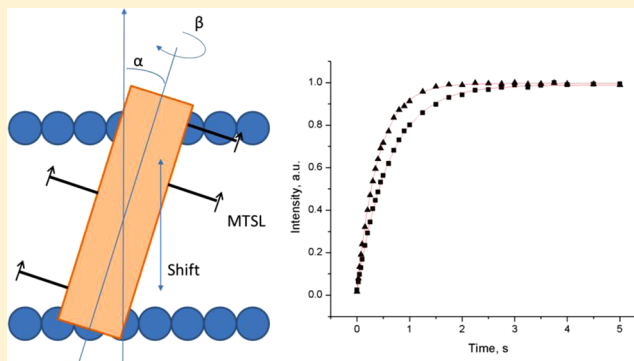 β
α
MTSL
Shift
Intensity, a.u.
1.0
0.8
0.6
0.4
0.2
0.0
0 1 2 3 4 5
Time, s